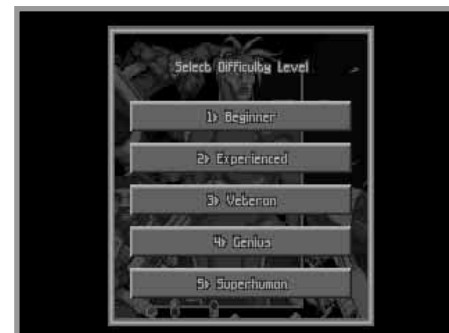 Select Difficulty Level
1> Beginner
2> Experienced
3> Veteran
4> Genius
5> Superhuman